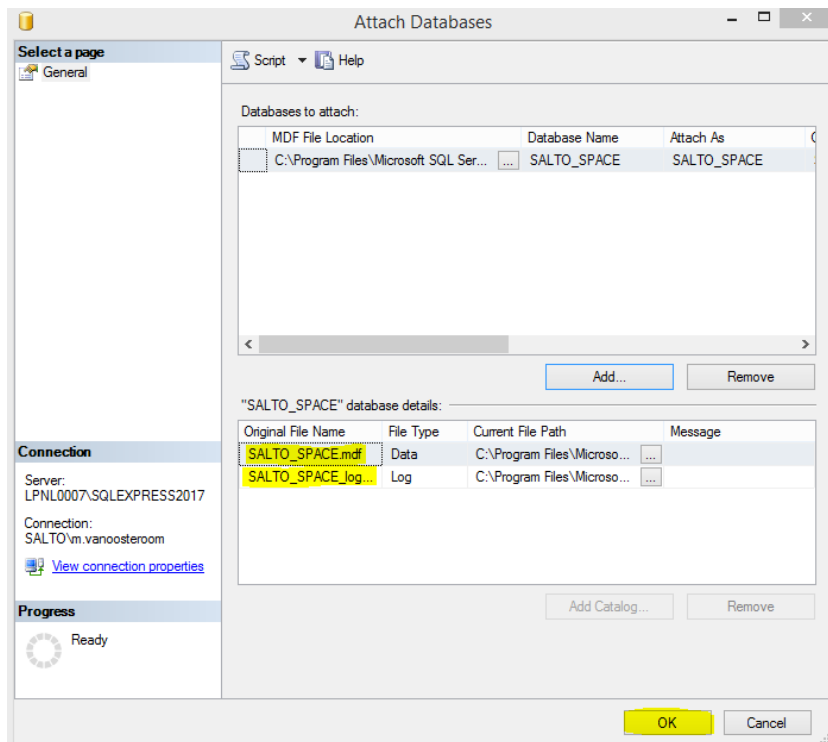 Attach Databases
Select a page
General
Script Help
Databases to attach:
MDF File Location Database Name Attach As
C:\Program Files\Microsoft SQL Ser... ... SALTO_SPACE SALTO_SPACE
Add... Remove
"SALTO_SPACE" database details:
Original File Name File Type Current File Path Message
SALTO_SPACE.mdf Data C:\Program Files\Microso... ...
SALTO_SPACE_log... Log C:\Program Files\Microso... ...
Add Catalog... Remove
Connection
Server:
LPNL0007\SQLEXPRESS2017
Connection:
SALTO\m.vanoosteroom
View connection properties
Progress
Ready
OK Cancel